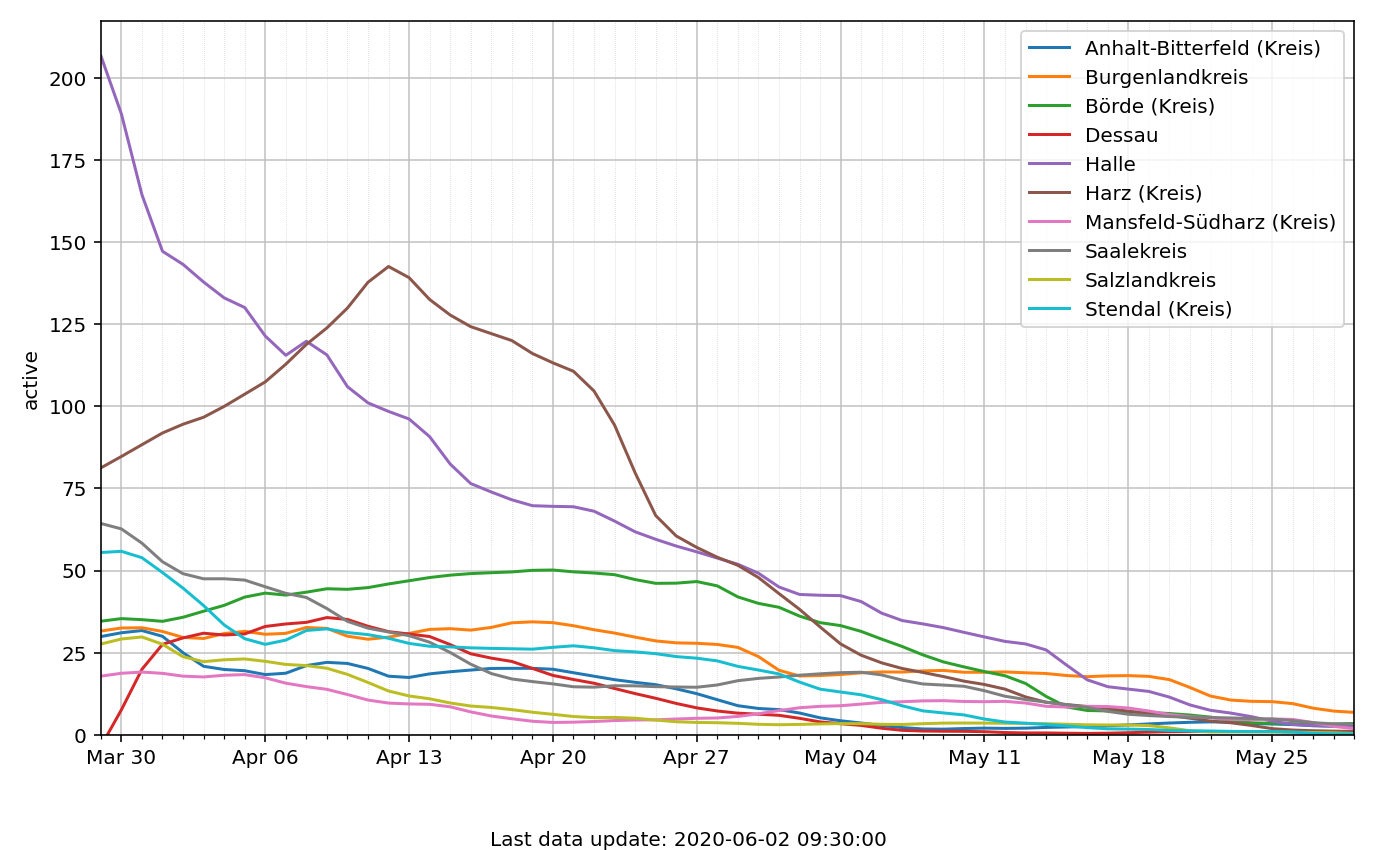 200
175
150
125
100
75
50
25
0
active
Anhalt-Bitterfeld (Kreis)
Burgenlandkreis
Börde (Kreis)
Dessau
Halle
Harz (Kreis)
Mansfeld-Südharz (Kreis)
Saalekreis
Salzlandkreis
Stendal (Kreis)
Mar 30 Apr 06 Apr 13 Apr 20 Apr 27 May 04 May 11 May 18 May 25
Last data update: 2020-06-02 09:30:00